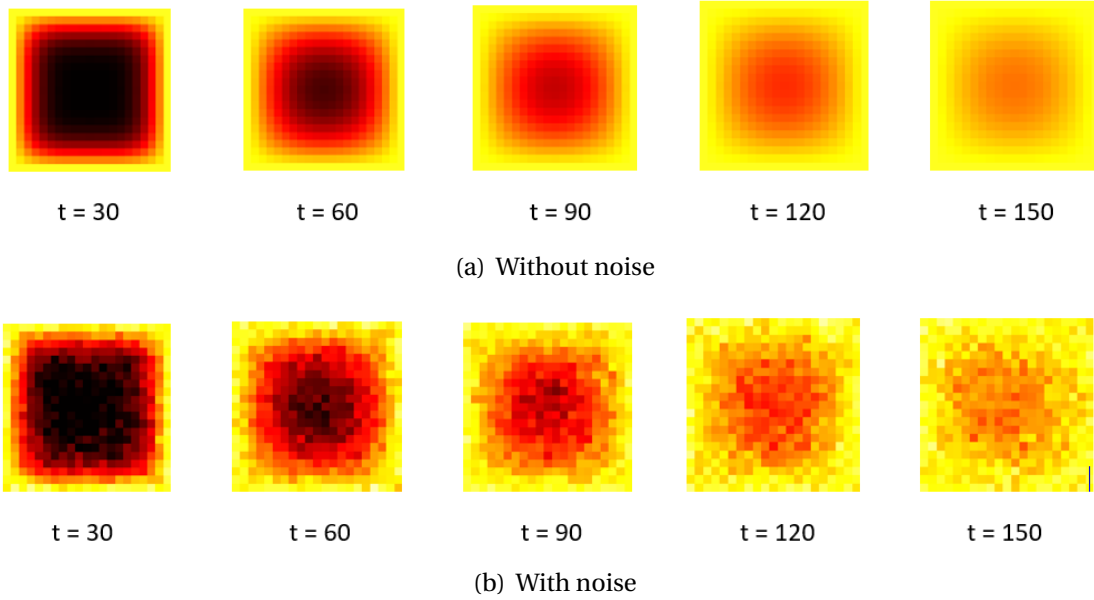 t = 30 t = 60 t = 90 t = 120 t = 150
(a) Without noise
t = 30 t = 60 t = 90 t = 120 t = 150
(b) With noise